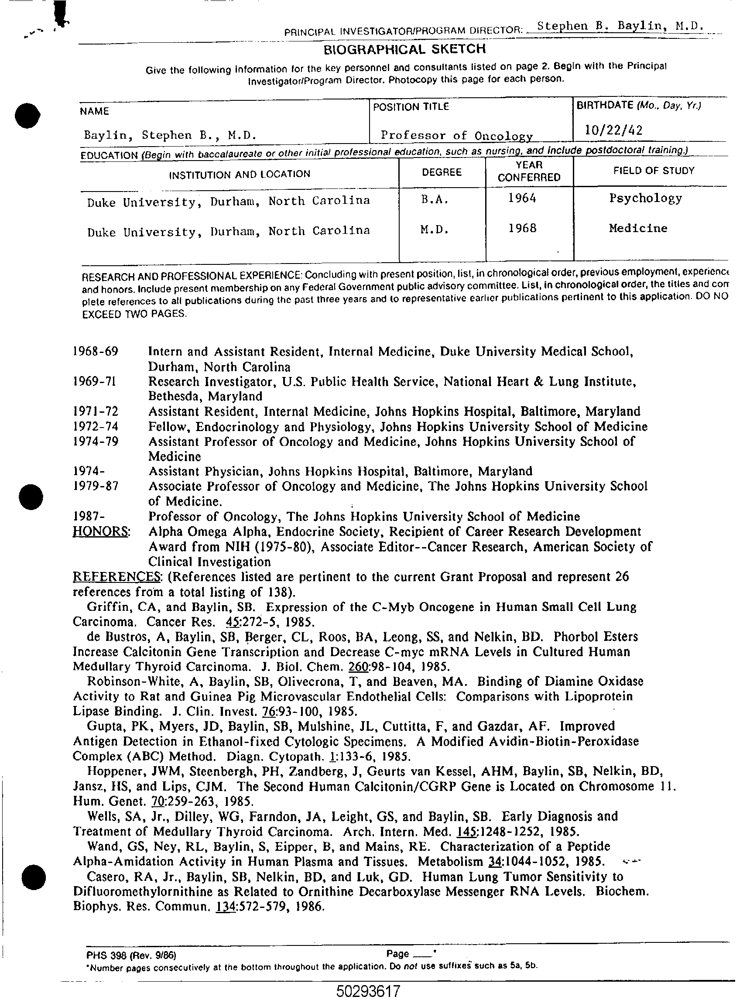 PRINCIPAL INVESTIGATOR/PROGRAM DIRECTOR: Stephen B. Baylin, M.D.
BIOGRAPHICAL SKETCH
Give the following information for the key personnel and consultants listed on page 2. Begin with the Principal
Investigator/Program Director. Photocopy this page for each person.
NAME POSITION TITLE BIRTHDATE (Mo., Day, Yr.)
Baylin, Stephen B., M.D. Professor of Oncology 10/22/42
EDUCATION (Begin with baccalaureate or other initial professional education, such as nursing, and include postdoctoral training.)
INSTITUTION AND LOCATION DEGREE YEAR CONFERRED FIELD OF STUDY
Duke University, Durham, North Carolina B.A. 1964 Psychology
Duke University, Durham, North Carolina M.D. 1968 Medicine
RESEARCH AND PROFESSIONAL EXPERIENCE: Concluding with present position, list, in chronological order, previous employment, experience
and honors. Include present membership on any Federal Government public advisory committee. List, in chronological order, the titles and com
plete references to all publications during the past three years and to representative earlier publications pertinent to this application. DO NO
EXCEED TWO PAGES.
1968-69 Intern and Assistant Resident, Internal Medicine, Duke University Medical School,
Durham, North Carolina
1969-71 Research Investigator, U.S. Public Health Service, National Heart & Lung Institute,
Bethesda, Maryland
1971-72 Assistant Resident, Internal Medicine, Johns Hopkins Hospital, Baltimore, Maryland
1972-74 Fellow, Endocrinology and Physiology, Johns Hopkins University School of Medicine
1974-79 Assistant Professor of Oncology and Medicine, Johns Hopkins University School of
Medicine
1974- Assistant Physician, Johns Hopkins Hospital, Baltimore, Maryland
1979-87 Associate Professor of Oncology and Medicine, The Johns Hopkins University School
of Medicine.
1987- Professor of Oncology, The Johns Hopkins University School of Medicine
HONORS: Alpha Omega Alpha, Endocrine Society, Recipient of Career Research Development
Award from NIH (1975-80), Associate Editor--Cancer Research, American Society of
Clinical Investigation
REFERENCES: (References listed are pertinent to the current Grant Proposal and represent 26
references from a total listing of 138).
Griffin, CA, and Baylin, SB. Expression of the C-Myb Oncogene in Human Small Cell Lung
Carcinoma. Cancer Res. 45:272-5, 1985.
de Bustros, A, Baylin, SB, Berger, CL, Roos, BA, Leong, SS, and Nelkin, BD. Phorbol Esters
Increase Calcitonin Gene Transcription and Decrease C-myc mRNA Levels in Cultured Human
Medullary Thyroid Carcinoma. J. Biol. Chem. 260:98-104, 1985.
Robinson-White, A, Baylin, SB, Olivecrona, T, and Beaven, MA. Binding of Diamine Oxidase
Activity to Rat and Guinea Pig Microvascular Endothelial Cells: Comparisons with Lipoprotein
Lipase Binding. J. Clin. Invest. 76:93-100, 1985.
Gupta, PK, Myers, JD, Baylin, SB, Mulshine, JL, Cuttitta, F, and Gazdar, AF. Improved
Antigen Detection in Ethanol-fixed Cytologic Specimens. A Modified Avidin-Biotin-Peroxidase
Complex (ABC) Method. Diagn. Cytopath. 1:133-6, 1985.
Hoppener, JWM, Steenbergh, PH, Zandberg, J, Geurts van Kessel, AHM, Baylin, SB, Nelkin, BD,
Jansz, HS, and Lips, CJM. The Second Human Calcitonin/CGRP Gene is Located on Chromosome 11.
Hum. Genet. 70:259-263, 1985.
Wells, SA, Jr., Dilley, WG, Farndon, JA, Leight, GS, and Baylin, SB. Early Diagnosis and
Treatment of Medullary Thyroid Carcinoma. Arch. Intern. Med. 145:1248-1252, 1985.
Wand, GS, Ney, RL, Baylin, S, Eipper, B, and Mains, RE. Characterization of a Peptide
Alpha-Amidation Activity in Human Plasma and Tissues. Metabolism 34:1044-1052, 1985.
Casero, RA, Jr., Baylin, SB, Nelkin, BD, and Luk, GD. Human Lung Tumor Sensitivity to
Difluoromethylornithine as Related to Ornithine Decarboxylase Messenger RNA Levels. Biochem.
Biophys. Res. Commun. 134:572-579, 1986.
PHS 398 (Rev. 9/86) Page ___*
*Number pages consecutively at the bottom throughout the application. Do not use suffixes such as 5a, 5b.
50293617